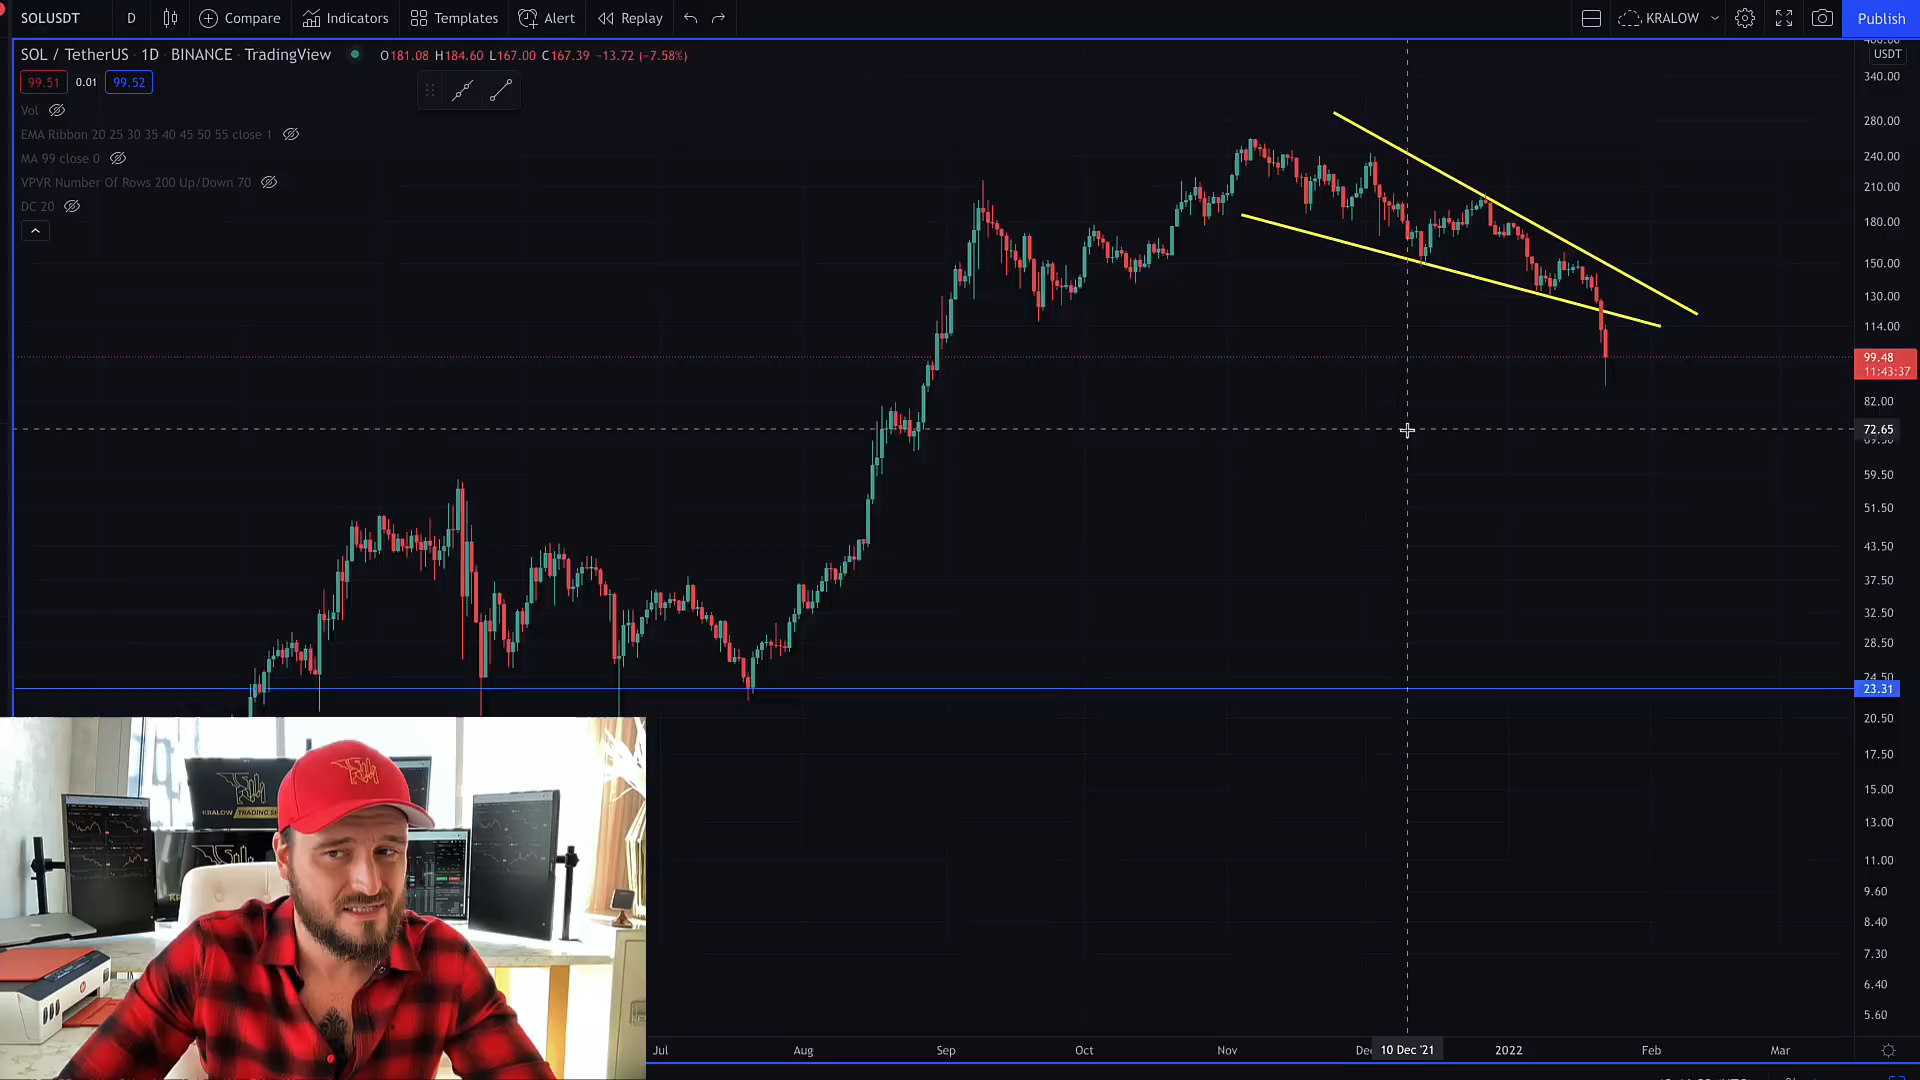 SOLUSDT D Compare Indicators Templates Alert Replay KRALOW Publish
SOL / TetherUS · 1D · BINANCE · TradingView O181.08 H184.60 L167.00 C167.39 −13.72 (−7.58%)
99.51 0.01 99.52
Vol
EMA Ribbon 20 25 30 35 40 45 50 55 close 1
MA 99 close 0
VPVR Number Of Rows 200 Up/Down 70
DC 20
USDT
340.00
280.00
240.00
210.00
180.00
150.00
130.00
114.00
99.48
11:43:37
82.00
72.65
59.50
51.50
43.50
37.50
32.50
28.50
24.50
23.31
20.50
17.50
15.00
13.00
11.00
9.60
8.40
7.30
6.40
5.60
KRALOW TRADING
Jul Aug Sep Oct Nov 10 Dec '21 2022 Feb Mar